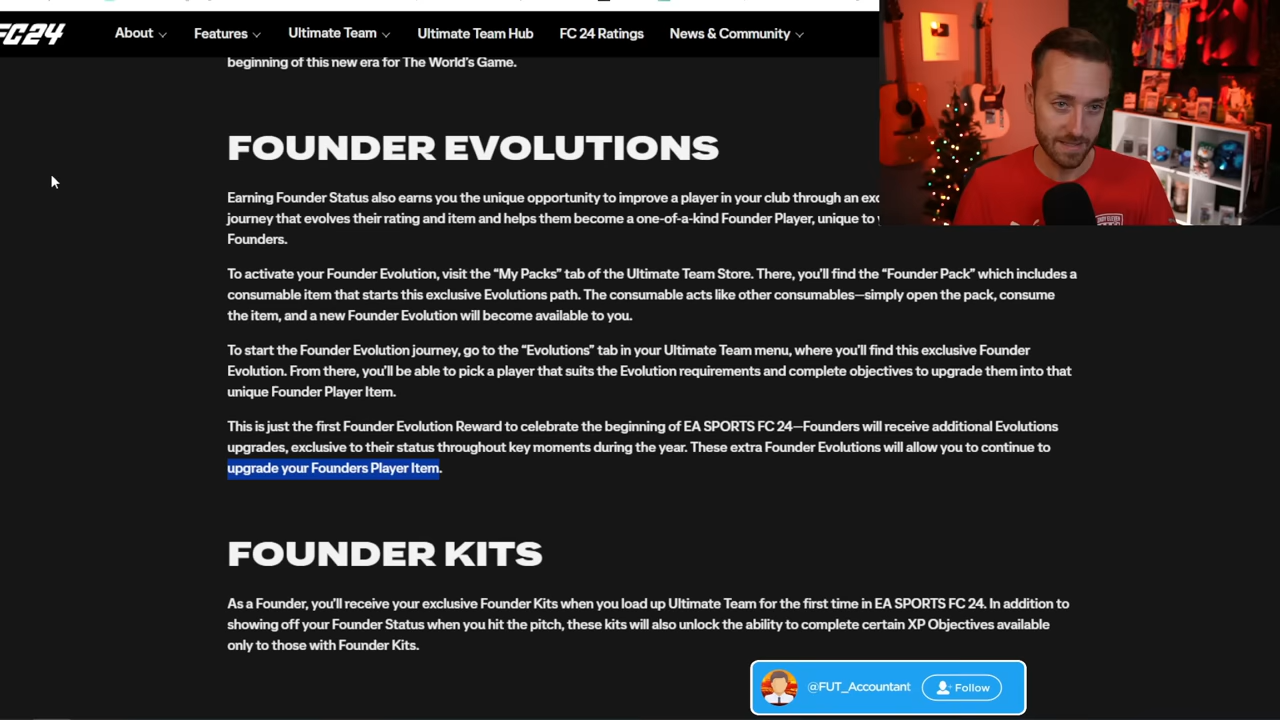 FC24
About
Features
Ultimate Team
Ultimate Team Hub
FC 24 Ratings
News & Community
beginning of this new era for The World's Game.
FOUNDER EVOLUTIONS
Earning Founder Status also earns you the unique opportunity to improve a player in your club through an
journey that evolves their rating and item and helps them become a one-of-a-kind Founder Player, unique to
Founders.
To activate your Founder Evolution, visit the “My Packs” tab of the Ultimate Team Store. There, you'll find the “Founder Pack” which includes a
consumable item that starts this exclusive Evolutions path. The consumable acts like other consumables—simply open the pack, consume
the item, and a new Founder Evolution will become available to you.
To start the Founder Evolution journey, go to the “Evolutions” tab in your Ultimate Team menu, where you'll find this exclusive Founder
Evolution. From there, you'll be able to pick a player that suits the Evolution requirements and complete objectives to upgrade them into that
unique Founder Player Item.
This is just the first Founder Evolution Reward to celebrate the beginning of EA SPORTS FC 24—Founders will receive additional Evolutions
upgrades, exclusive to their status throughout key moments during the year. These extra Founder Evolutions will allow you to continue to
upgrade your Founders Player Item.
FOUNDER KITS
As a Founder, you'll receive your exclusive Founder Kits when you load up Ultimate Team for the first time in EA SPORTS FC 24. In addition to
showing off your Founder Status when you hit the pitch, these kits will also unlock the ability to complete certain XP Objectives available
only to those with Founder Kits.
@FUT_Accountant
Follow